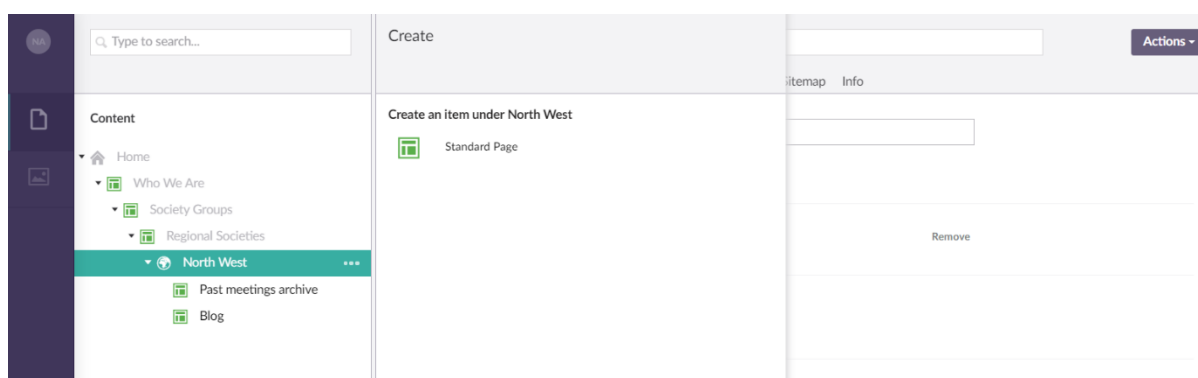 NA
Type to search...
Create
Actions
Sitemap Info
Content
Create an item under North West
Standard Page
Home
Who We Are
Society Groups
Regional Societies
Remove
North West
Past meetings archive
Blog